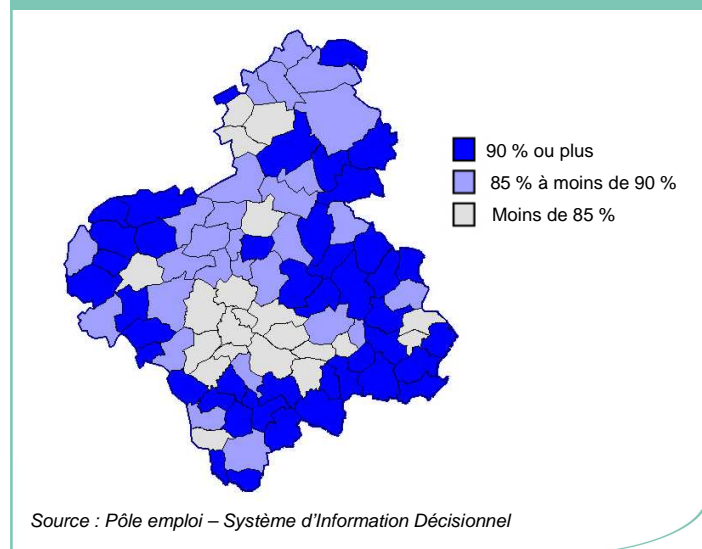 90 % ou plus
85 % à moins de 90 %
Moins de 85 %
Source : Pôle emploi – Système d'Information Décisionnel